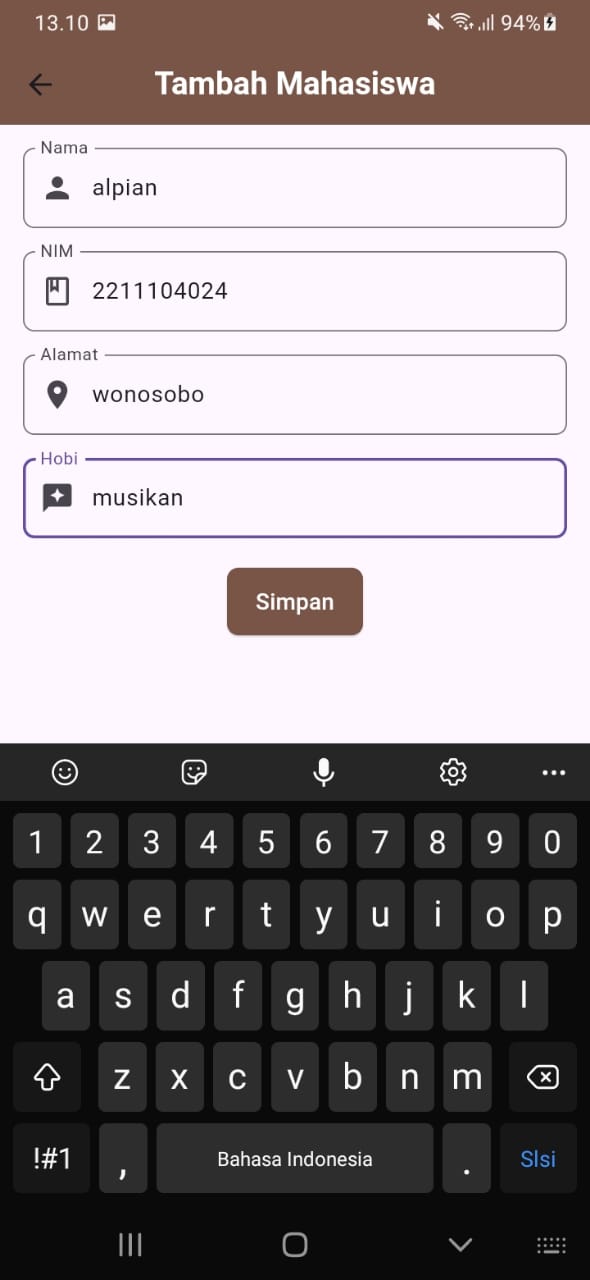 13.10 94%
Tambah Mahasiswa
Nama
alpian
NIM
2211104024
Alamat
wonosobo
Hobi
musikan
Simpan
1 2 3 4 5 6 7 8 9 0
q w e r t y u i o p
a s d f g h j k l
z x c v b n m
!#1 , Bahasa Indonesia . Slsi